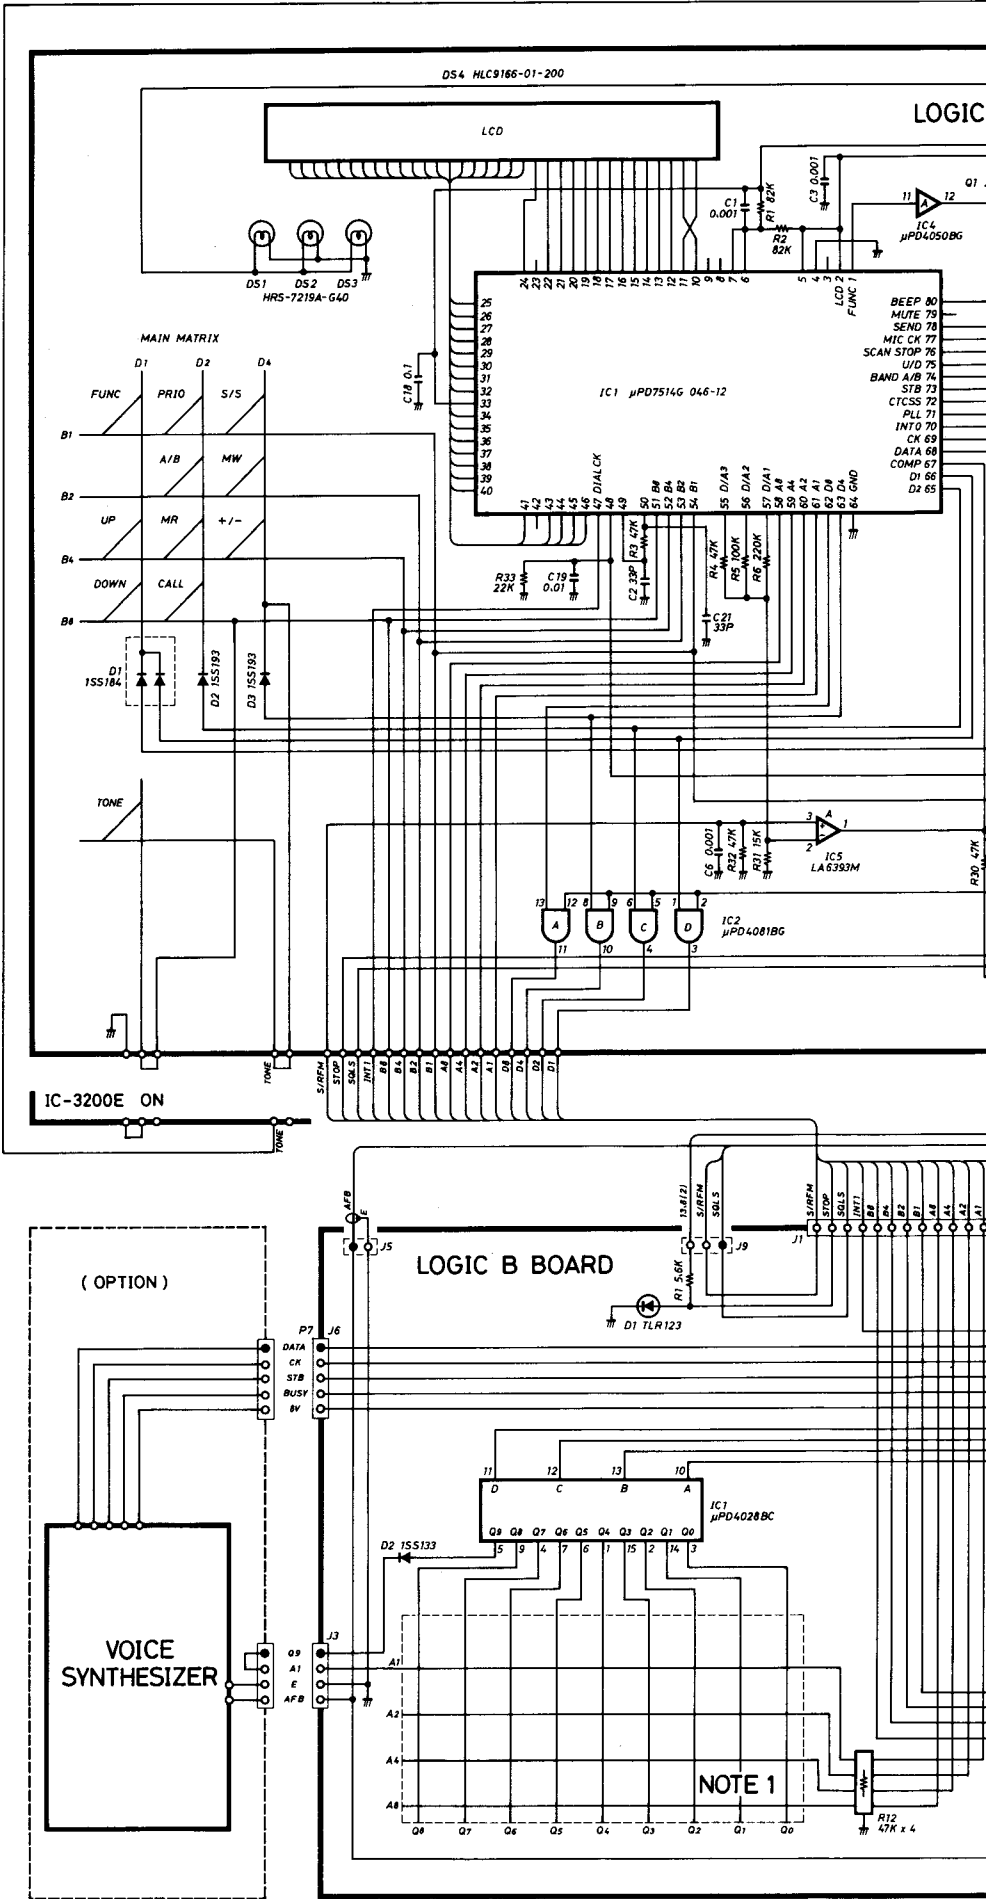 DS4 HLC9166-01-200
LOGIC
LCD
C3 0.001
C1
0.001
R1 82K
R2
82K
11
A
12
Q1
IC4
µPD4050BG
DS1 DS2 DS3
HRS-7219A-G40
24 23 22 21 20 19 18 17 16 15 14 13 12 11 10 9 8 7 6 5 4 3 LCD 2 FUNC 1
25
26
27
28
29
30
31
32
33
34
35
36
37
38
39
40
C18 0.1
IC1 µPD7514G 046-12
BEEP 80
MUTE 79
SEND 78
MIC CK 77
SCAN STOP 76
U/D 75
BAND A/B 74
STB 73
CTCSS 72
PLL 71
INT0 70
CK 69
DATA 68
COMP 67
D1 66
D2 65
41 42 43 44 45 46 47 DIALCK 48 49 50 51 B8 52 B4 53 B2 54 B1 55 D/A3 56 D/A2 57 D/A1 58 A8 59 A4 60 A2 61 A1 62 D8 63 D4 64 GND
MAIN MATRIX
D1 D2 D4
FUNC PRIO S/S
B1
A/B MW
B2
UP MR +/-
B4
DOWN CALL
B8
R33
22K
C19
0.01
C2 33P
R3 47K
R4 47K
R5 100K
R6 220K
C21
33P
D1
1SS184
D2 1SS193
D3 1SS193
TONE
C6 0.001
R32 47K
R31 15K
3
+
2
-
A
1
IC5
LA6393M
R30 47K
13 12 8 9 6 5 1 2
A B C D
11 10 4 3
IC2
µPD4081BG
TONE
S/RFM STOP SQLS INT1 B8 B4 B2 B1 A8 A4 A2 A1 D8 D4 D2 D1
IC-3200E ON
TONE
AFB E
J5
13.8(2) S/RFM SQLS
J9
S/RFM STOP SQLS INT1 B8 B4 B2 B1 A8 A4 A2 A1
J1
LOGIC B BOARD
R1 5.6K
D1 TLR123
( OPTION )
P7 J6
DATA
CK
STB
BUSY
8V
11 12 13 10
D C B A
IC1
µPD4028BC
Q9 Q8 Q7 Q6 Q5 Q4 Q3 Q2 Q1 Q0
5 9 4 7 6 1 15 2 14 3
D2 1SS133
VOICE
SYNTHESIZER
J3
Q9
A1
E
AFB
A1
A2
A4
A8
NOTE 1
Q8 Q7 Q6 Q5 Q4 Q3 Q2 Q1 Q0
R12
47K x 4